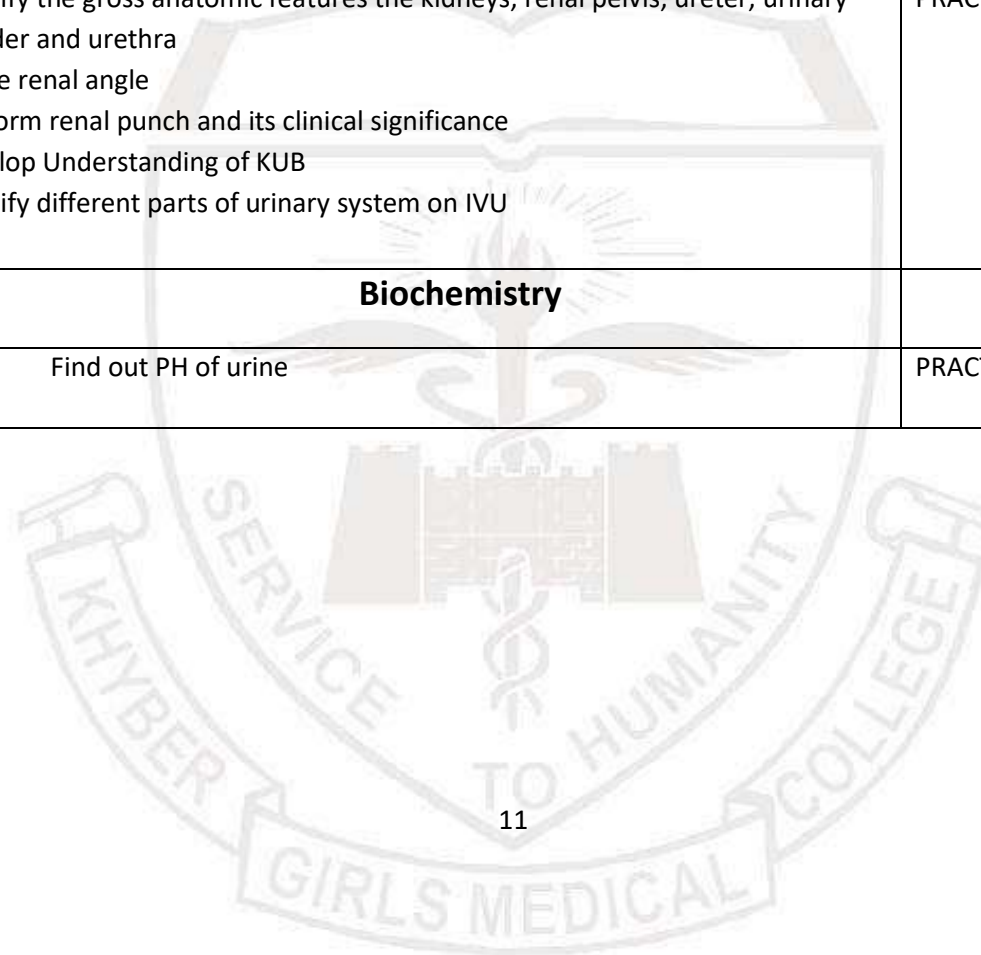 ify the gross anatomic features the kidneys, renal pelvis, ureter, urinary
der and urethra
e renal angle
orm renal punch and its clinical significance
lop Understanding of KUB
ify different parts of urinary system on IVU
PRAC
Biochemistry
Find out PH of urine
PRAC
SERVICE
TO
HUMANITY
KHYBER
GIRLS MEDICAL
COLLEGE
11